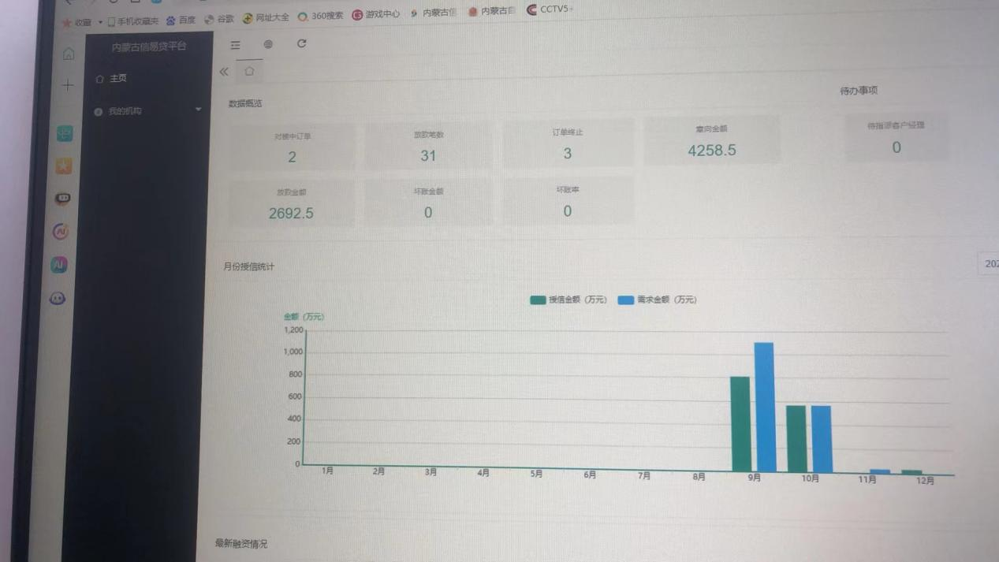 收藏 手机收藏夹 百度 谷歌 网址大全 360搜索 游戏中心 内蒙古信 内蒙古自 CCTV5+
内蒙古信易贷平台
主页
我的机构
数据概览
待办事项
对接中订单
2
放款笔数
31
订单终止
3
意向金额
4258.5
待指派客户经理
0
放款金额
2692.5
坏账金额
0
坏账率
0
月份授信统计
202
授信金额（万元） 需求金额（万元）
金额（万元）
1,200
1,000
800
600
400
200
0
1月 2月 3月 4月 5月 6月 7月 8月 9月 10月 11月 12月
最新融资情况